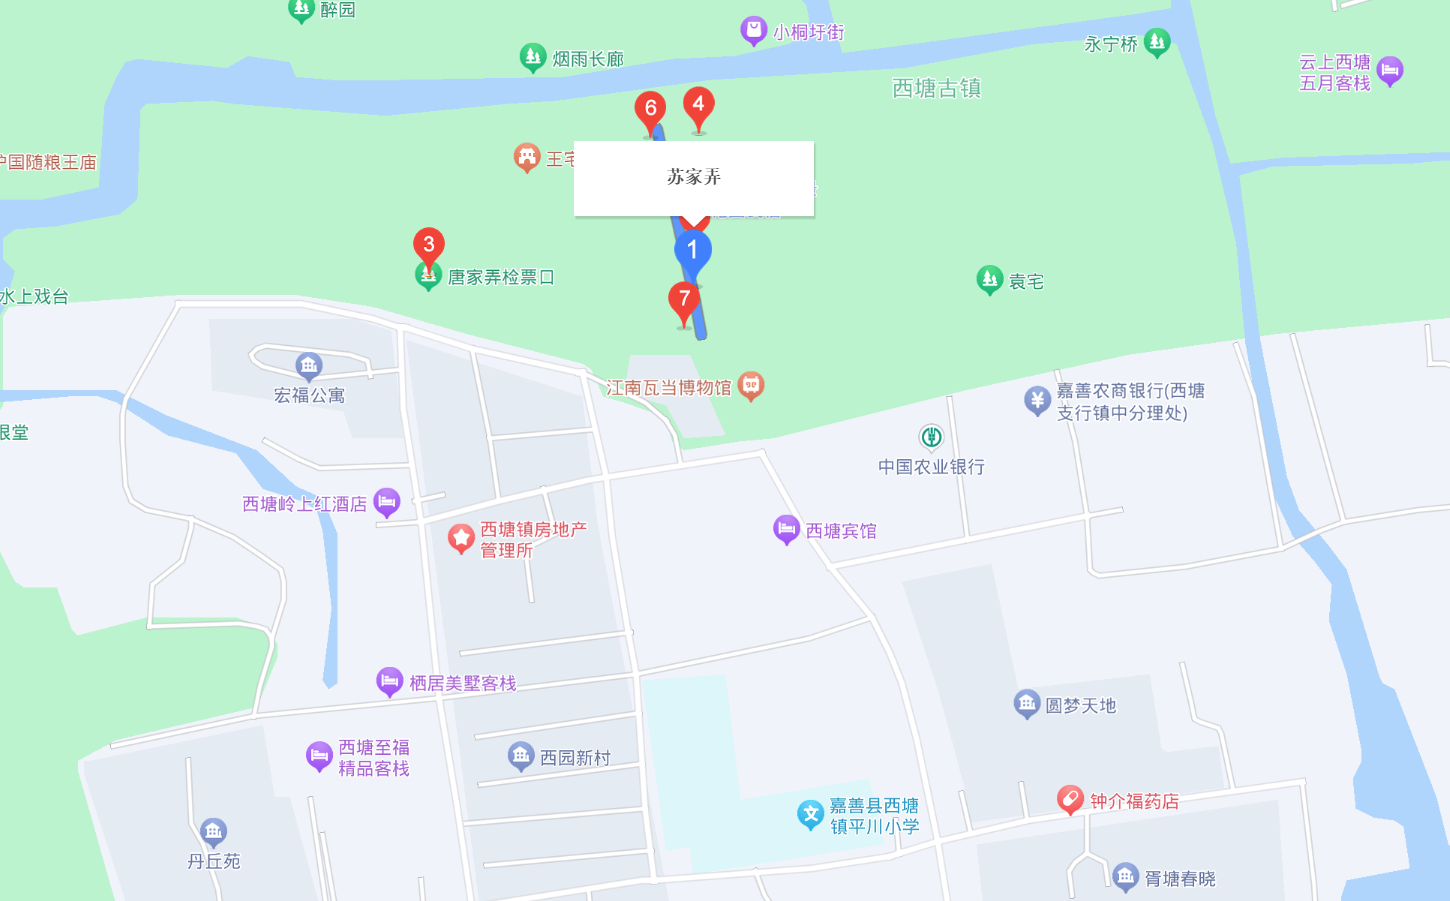 醉园
小桐圩街
永宁桥
烟雨长廊
云上西塘
五月客栈
西塘古镇
6
4
王宅
护国随粮王庙
苏家弄
3
1
唐家弄检票口
袁宅
水上戏台
7
江南瓦当博物馆
宏福公寓
嘉善农商银行(西塘
支行镇中分理处)
中国农业银行
西塘岭上红酒店
西塘镇房地产
管理所
西塘宾馆
栖居美墅客栈
圆梦天地
西塘至福
精品客栈
西园新村
嘉善县西塘
镇平川小学
钟介福药店
丹丘苑
胥塘春晓